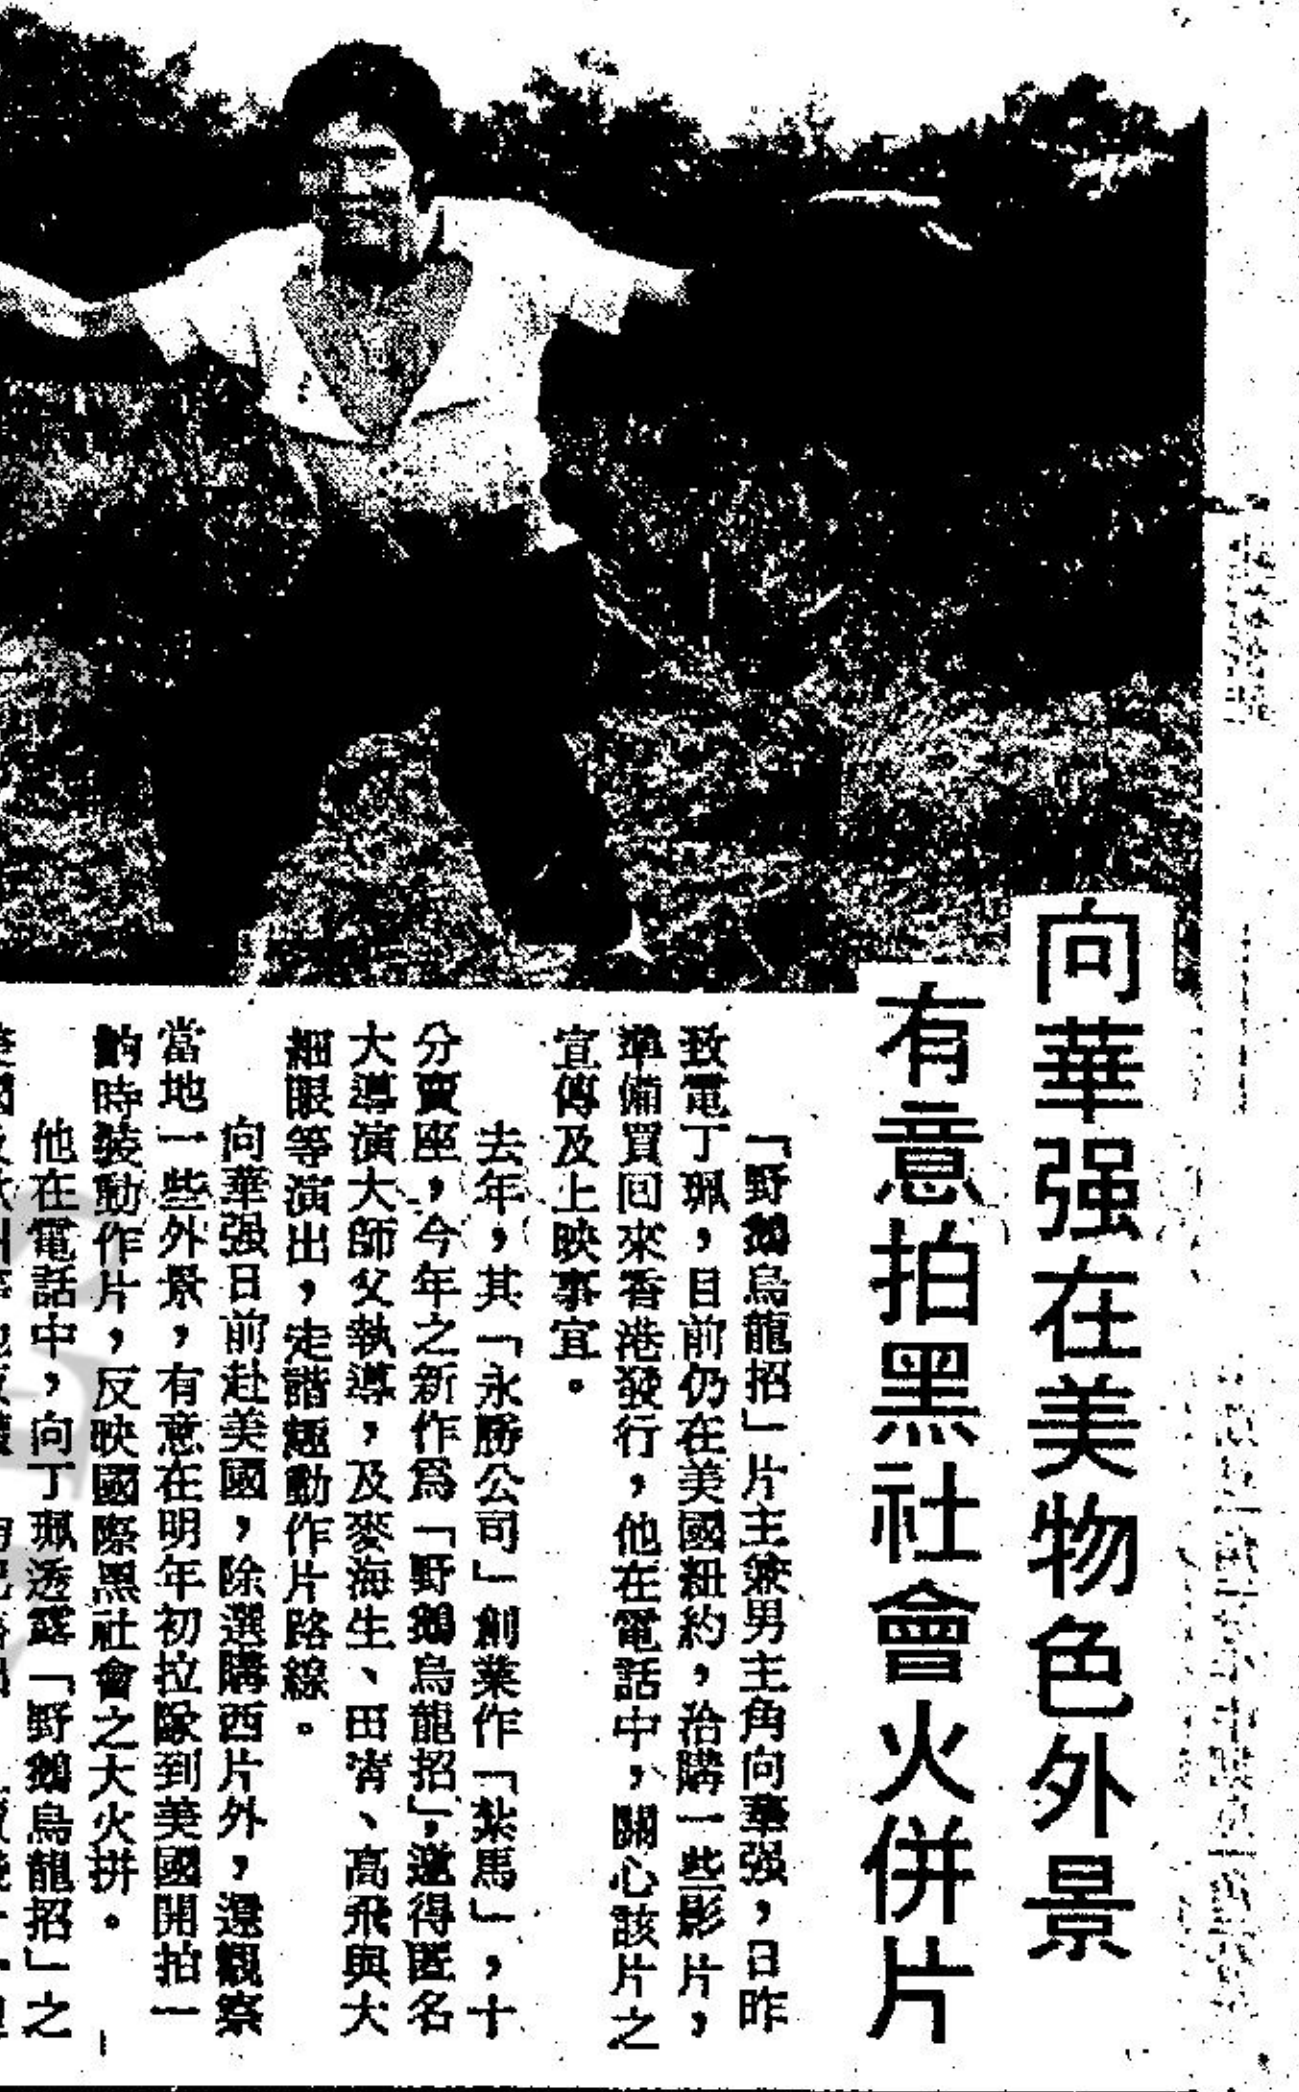 向華强在美物色外景
有意拍黑社會火併片
「野鵝烏龍招」片主兼男主角向華强，日昨
致電丁珮，目前仍在美國紐約，洽購一些影片，
準備買回來香港發行，他在電話中，關心該片之
宣傳及上映事宜。
去年，其「永勝公司」創業作「紮馬」，十
分賣座，今年之新作爲「野鵝烏龍招」，邀得匿名
大導演大師父執導，及麥海生、田靑、高飛與大
細眼等演出，走諧趣動作片路線。
向華强日前赴美國，除選購西片外，還觀察
當地一些外景，有意在明年初拉隊到美國開拍一
齣時裝動作片，反映國際黑社會之大火拼。
他在電話中，向丁珮透露「野鵝烏龍招」之